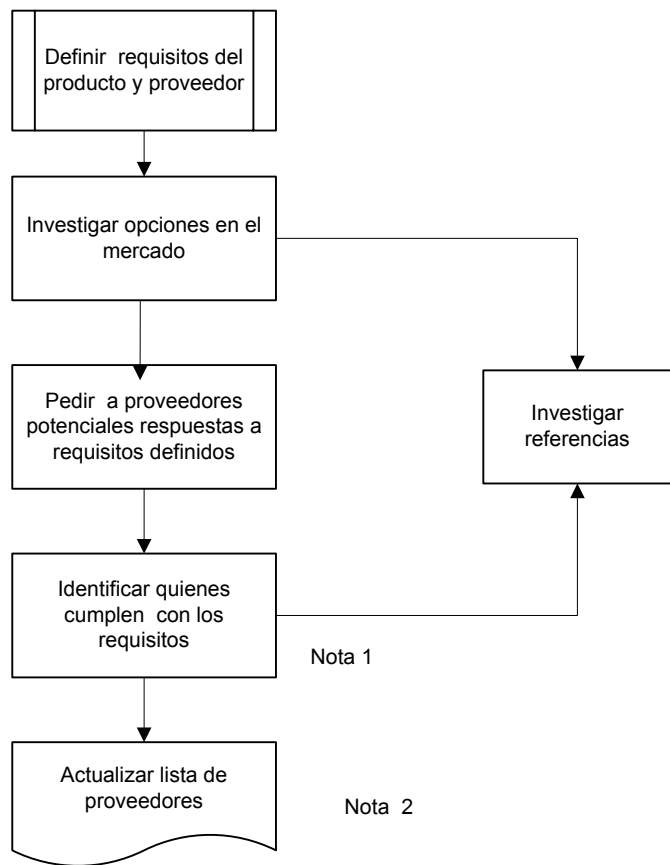 Definir requisitos del
producto y proveedor
Investigar opciones en el
mercado
Pedir a proveedores
potenciales respuestas a
requisitos definidos
Investigar
referencias
Identificar quienes
cumplen con los
requisitos
Nota 1
Actualizar lista de
proveedores
Nota 2